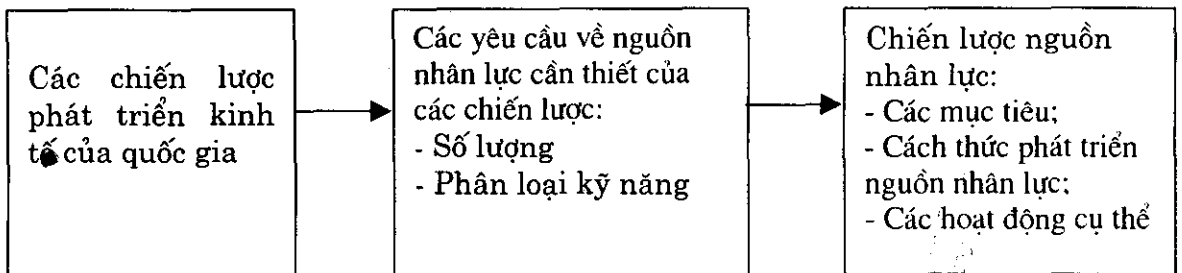 Các chiến lược
phát triển kinh
tế của quốc gia
Các yêu cầu về nguồn
nhân lực cần thiết của
các chiến lược:
- Số lượng
- Phân loại kỹ năng
Chiến lược nguồn
nhân lực:
- Các mục tiêu;
- Cách thức phát triển
nguồn nhân lực;
- Các hoạt động cụ thể